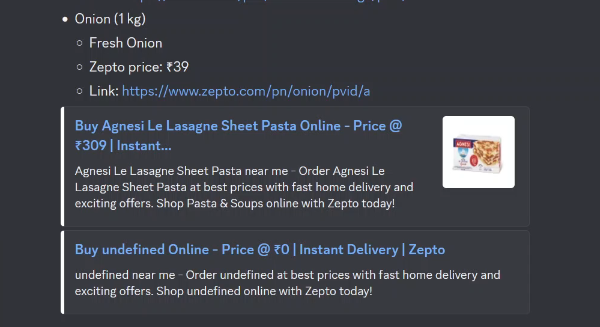 • Onion (1 kg)
○ Fresh Onion
○ Zepto price: ₹39
○ Link: https://www.zepto.com/pn/onion/pvid/a
Buy Agnesi Le Lasagne Sheet Pasta Online - Price @
₹309 | Instant...
Agnesi Le Lasagne Sheet Pasta near me - Order Agnesi Le
Lasagne Sheet Pasta at best prices with fast home delivery and
exciting offers. Shop Pasta & Soups online with Zepto today!
AGNESI
Buy undefined Online - Price @ ₹0 | Instant Delivery | Zepto
undefined near me - Order undefined at best prices with fast home delivery and
exciting offers. Shop undefined online with Zepto today!